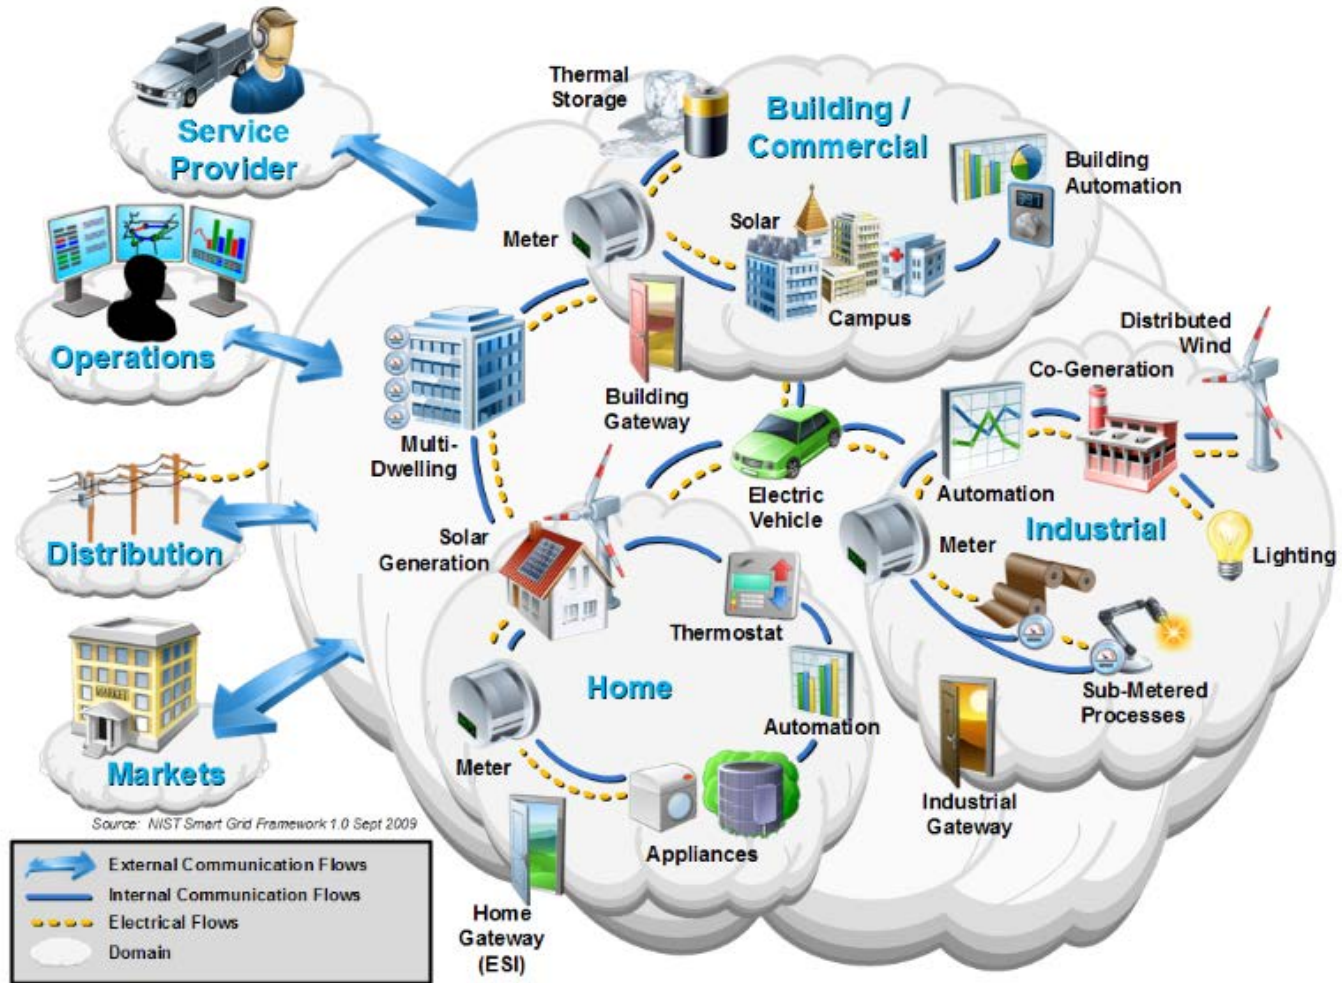 Service
Provider
Operations
Distribution
MARKET
Markets
Source: NIST Smart Grid Framework 1.0 Sept 2009
External Communication Flows
Internal Communication Flows
Electrical Flows
Domain
Thermal
Storage
Building /
Commercial
Building
Automation
Meter
Solar
Campus
Building
Gateway
Multi-
Dwelling
Electric
Vehicle
Distributed
Wind
Co-Generation
Automation
Industrial
Meter
Lighting
Sub-Metered
Processes
Industrial
Gateway
Solar
Generation
Thermostat
Home
Automation
Meter
Appliances
Home
Gateway
(ESI)